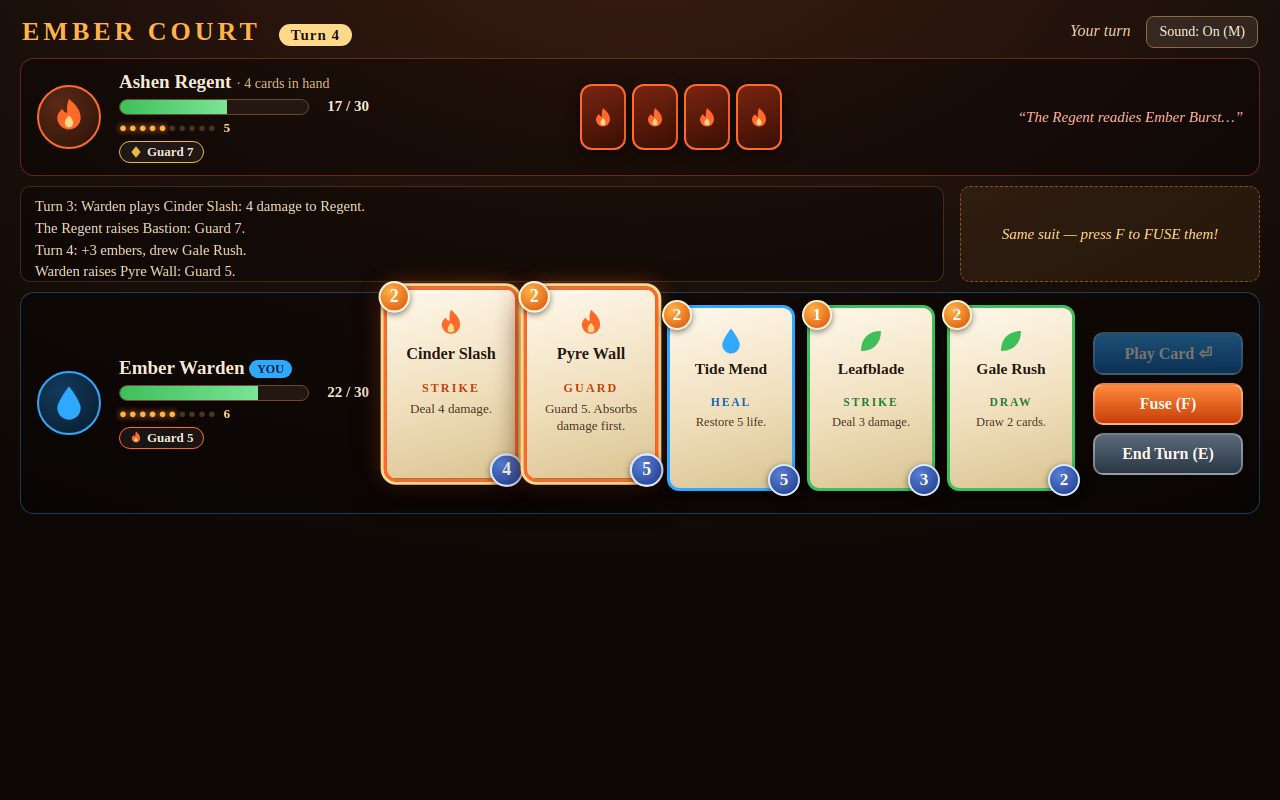 EMBER COURT
Turn 4
Your turn
Sound: On (M)
Ashen Regent · 4 cards in hand
17 / 30
5
Guard 7
“The Regent readies Ember Burst…”
Turn 3: Warden plays Cinder Slash: 4 damage to Regent.
The Regent raises Bastion: Guard 7.
Turn 4: +3 embers, drew Gale Rush.
Warden raises Pyre Wall: Guard 5.
Same suit — press F to FUSE them!
Ember Warden YOU
22 / 30
6
Guard 5
2
Cinder Slash
STRIKE
Deal 4 damage.
4
2
Pyre Wall
GUARD
Guard 5. Absorbs
damage first.
5
2
Tide Mend
HEAL
Restore 5 life.
5
1
Leafblade
STRIKE
Deal 3 damage.
3
2
Gale Rush
DRAW
Draw 2 cards.
2
Play Card ⏎
Fuse (F)
End Turn (E)